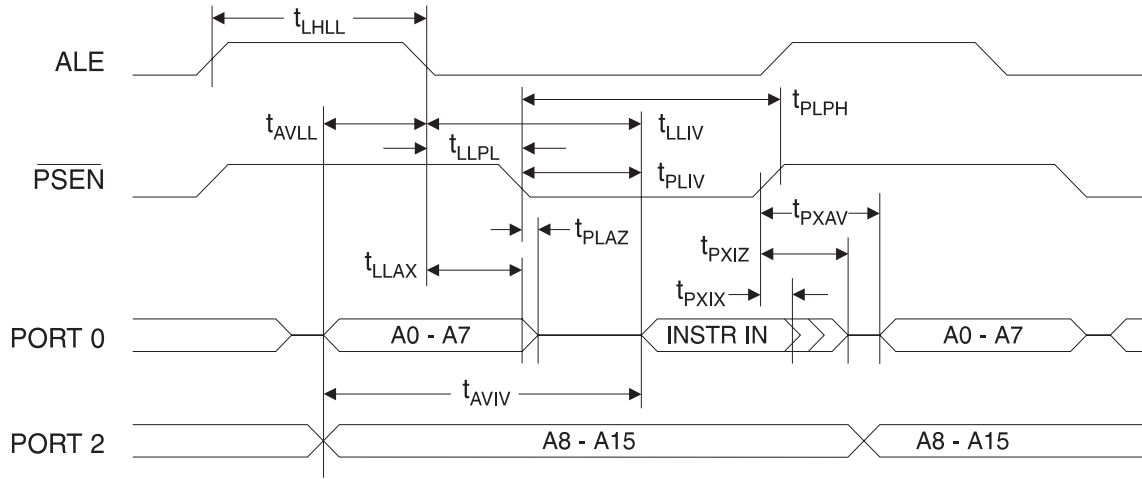 tLHLL
ALE
tPLPH
tAVLL
tLLIV
tLLPL
PSEN
tPLIV
tPXAV
tPLAZ
tPXIZ
tLLAX
tPXIX
PORT 0
A0 - A7
INSTR IN
A0 - A7
tAVIV
PORT 2
A8 - A15
A8 - A15